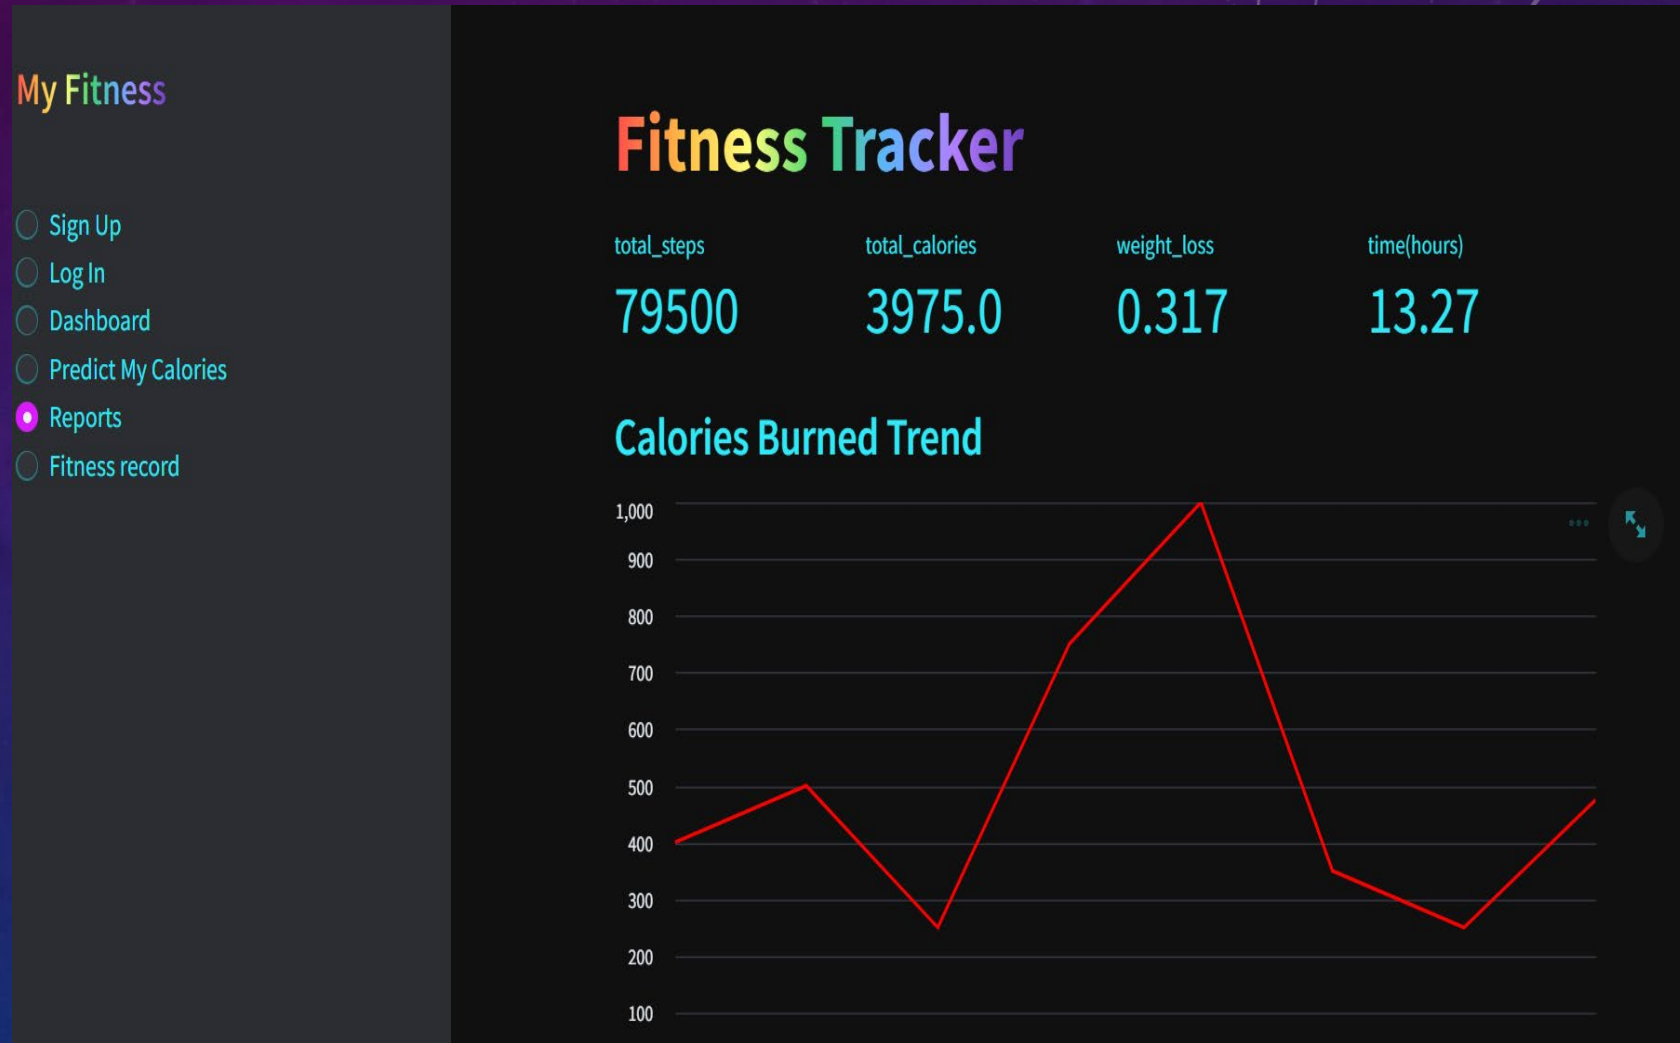 My Fitness
Sign Up
Log In
Dashboard
Predict My Calories
Reports
Fitness record
Fitness Tracker
total_steps total_calories weight_loss time(hours)
79500 3975.0 0.317 13.27
Calories Burned Trend
1,000
900
800
700
600
500
400
300
200
100